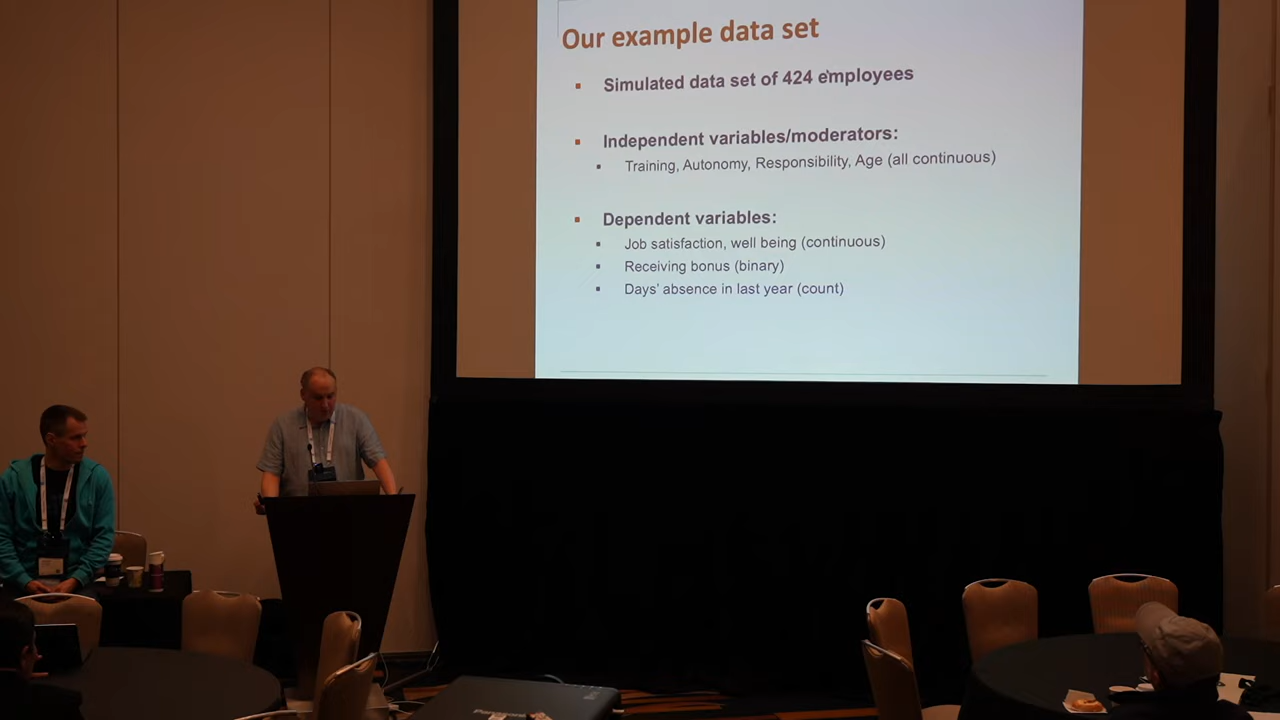 Our example data set
Simulated data set of 424 employees
Independent variables/moderators:
Training, Autonomy, Responsibility, Age (all continuous)
Dependent variables:
Job satisfaction, well being (continuous)
Receiving bonus (binary)
Days' absence in last year (count)